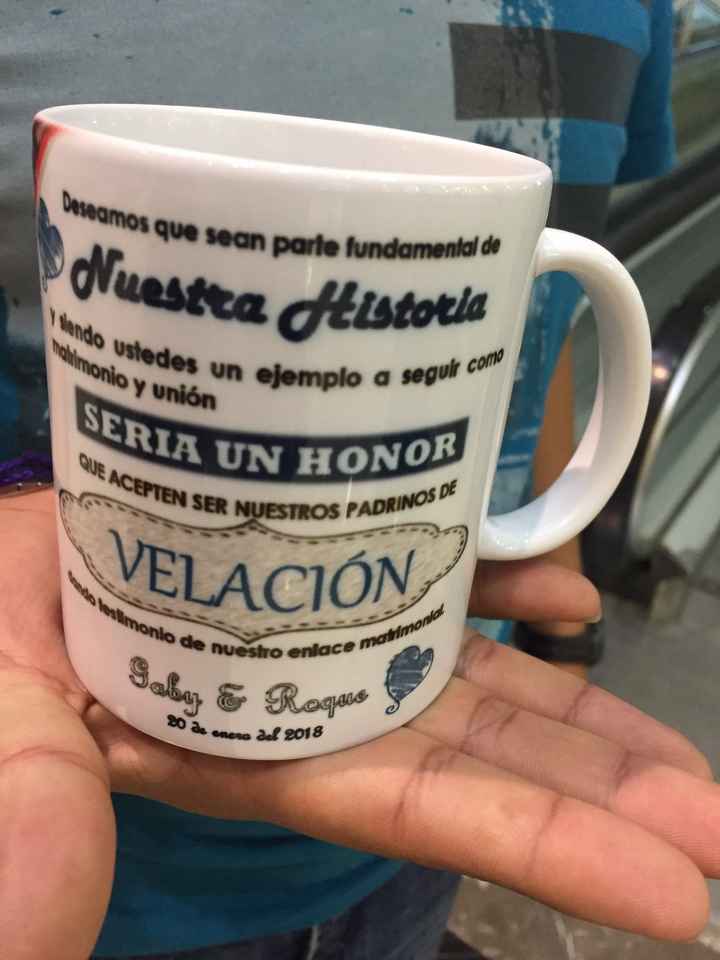 Deseamos que sean parte fundamental de
Nuestra Historia
y siendo ustedes un ejemplo a seguir como
matrimonio y unión
SERIA UN HONOR
QUE ACEPTEN SER NUESTROS PADRINOS DE
VELACIÓN
dando testimonio de nuestro enlace matrimonial.
Gaby & Roque
20 de enero del 2018